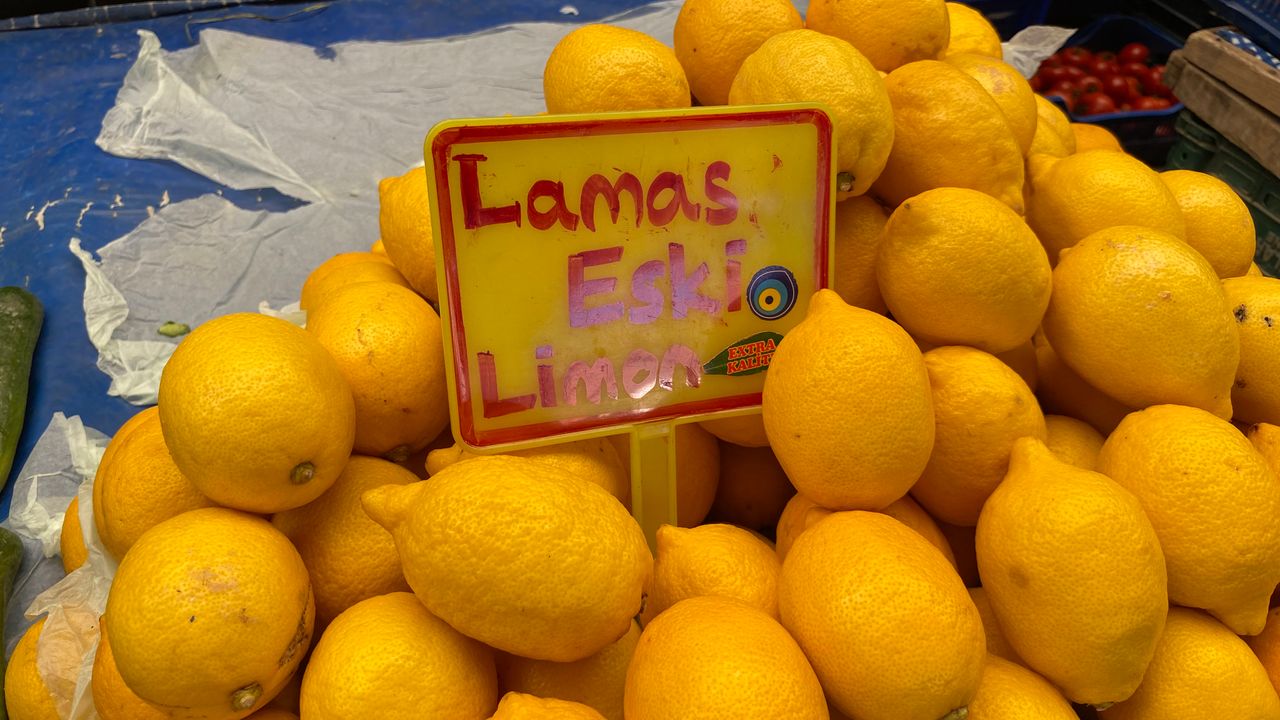 Lamas
Eski
Limon
EXTRA
KALİTE